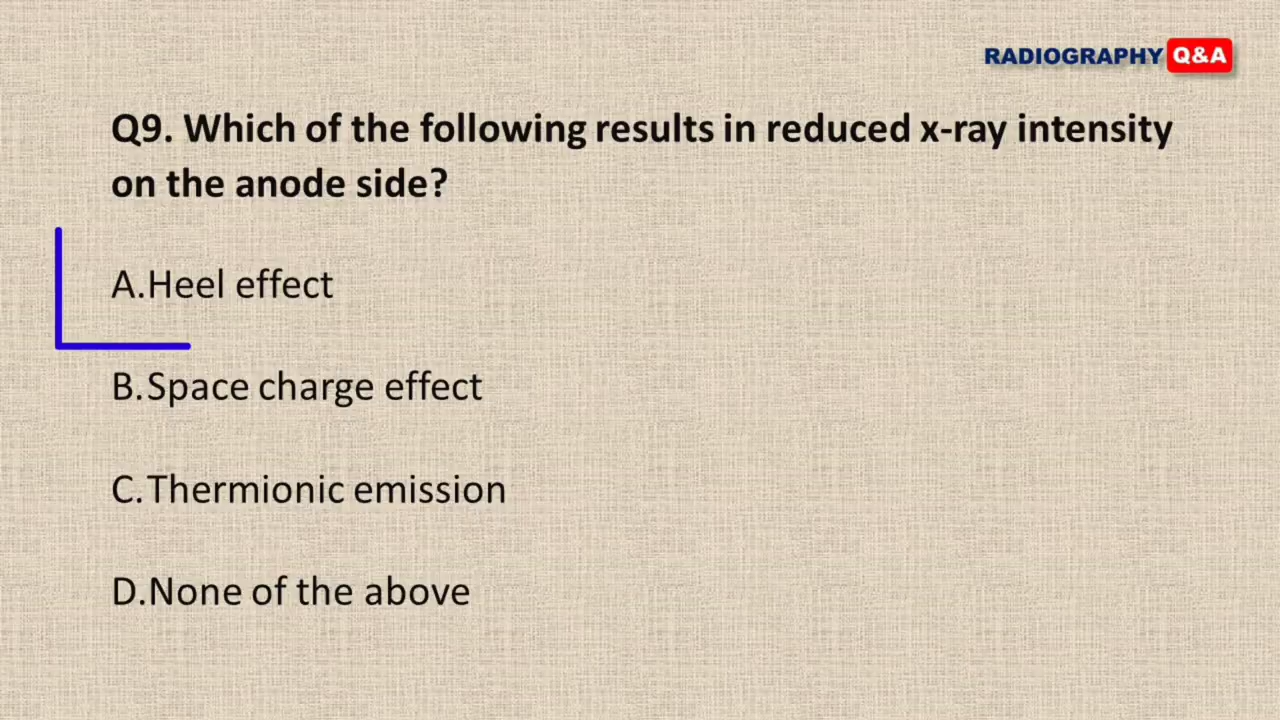 RADIOGRAPHY Q&A
Q9. Which of the following results in reduced x-ray intensity
on the anode side?
A.Heel effect
B.Space charge effect
C.Thermionic emission
D.None of the above